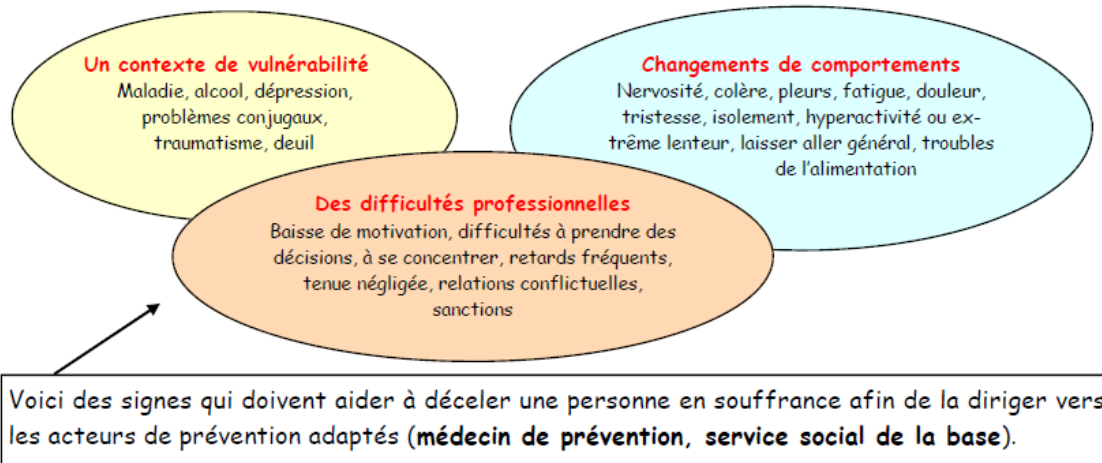 Un contexte de vulnérabilité
Maladie, alcool, dépression,
problèmes conjugaux,
traumatisme, deuil
Changements de comportements
Nervosité, colère, pleurs, fatigue, douleur,
tristesse, isolement, hyperactivité ou ex-
trême lenteur, laisser aller général, troubles
de l'alimentation
Des difficultés professionnelles
Baisse de motivation, difficultés à prendre des
décisions, à se concentrer, retards fréquents,
tenue négligée, relations conflictuelles,
sanctions
Voici des signes qui doivent aider à déceler une personne en souffrance afin de la diriger vers
les acteurs de prévention adaptés (médecin de prévention, service social de la base).